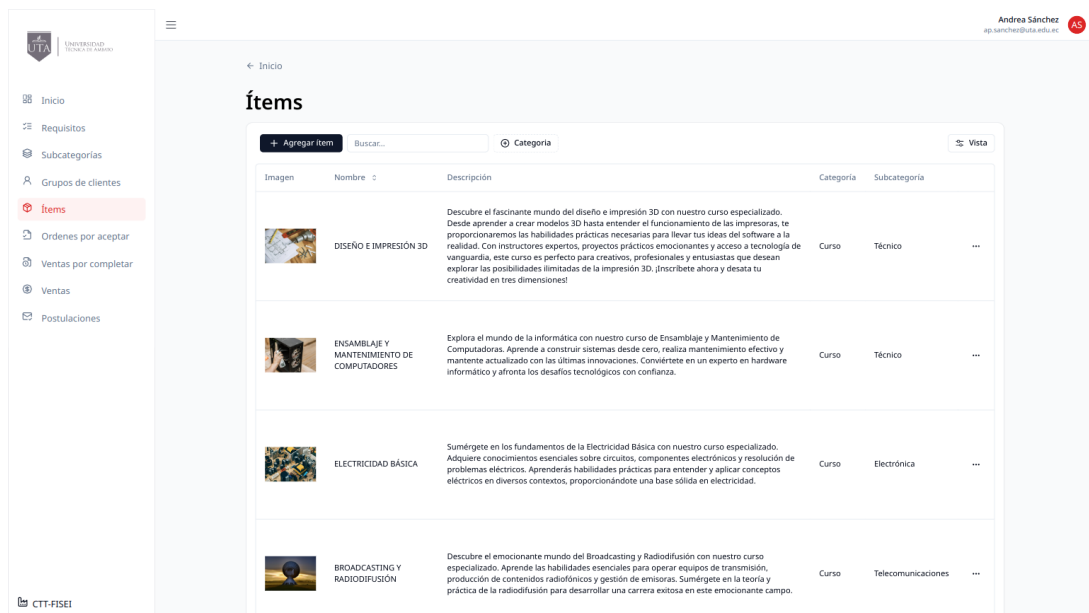 UTA
UNIVERSIDAD
TÉCNICA DE AMBATO
Andrea Sánchez
ap.sanchez@uta.edu.ec
AS
Inicio
Requisitos
Subcategorías
Grupos de clientes
Ítems
Ordenes por aceptar
Ventas por completar
Ventas
Postulaciones
CTT-FISEI
← Inicio
Ítems
+ Agregar ítem
Buscar...
Categoria
Vista
Imagen Nombre Descripción Categoría Subcategoría
DISEÑO E IMPRESIÓN 3D
Descubre el fascinante mundo del diseño e impresión 3D con nuestro curso especializado.
Desde aprender a crear modelos 3D hasta entender el funcionamiento de las impresoras, te
proporcionaremos las habilidades prácticas necesarias para llevar tus ideas del software a la
realidad. Con instructores expertos, proyectos prácticos emocionantes y acceso a tecnología de
vanguardia, este curso es perfecto para creativos, profesionales y entusiastas que desean
explorar las posibilidades ilimitadas de la impresión 3D. ¡Inscríbete ahora y desata tu
creatividad en tres dimensiones!
Curso
Técnico
...
ENSAMBLAJE Y
MANTENIMIENTO DE
COMPUTADORES
Explora el mundo de la informática con nuestro curso de Ensamblaje y Mantenimiento de
Computadoras. Aprende a construir sistemas desde cero, realiza mantenimiento efectivo y
mantente actualizado con las últimas innovaciones. Conviértete en un experto en hardware
informático y afronta los desafíos tecnológicos con confianza.
Curso
Técnico
...
ELECTRICIDAD BÁSICA
Sumérgete en los fundamentos de la Electricidad Básica con nuestro curso especializado.
Adquiere conocimientos esenciales sobre circuitos, componentes electrónicos y resolución de
problemas eléctricos. Aprenderás habilidades prácticas para entender y aplicar conceptos
eléctricos en diversos contextos, proporcionándote una base sólida en electricidad.
Curso
Electrónica
...
BROADCASTING Y
RADIODIFUSIÓN
Descubre el emocionante mundo del Broadcasting y Radiodifusión con nuestro curso
especializado. Aprende las habilidades esenciales para operar equipos de transmisión,
producción de contenidos radiofónicos y gestión de emisoras. Sumérgete en la teoría y
práctica de la radiodifusión para desarrollar una carrera exitosa en este emocionante campo.
Curso
Telecomunicaciones
...